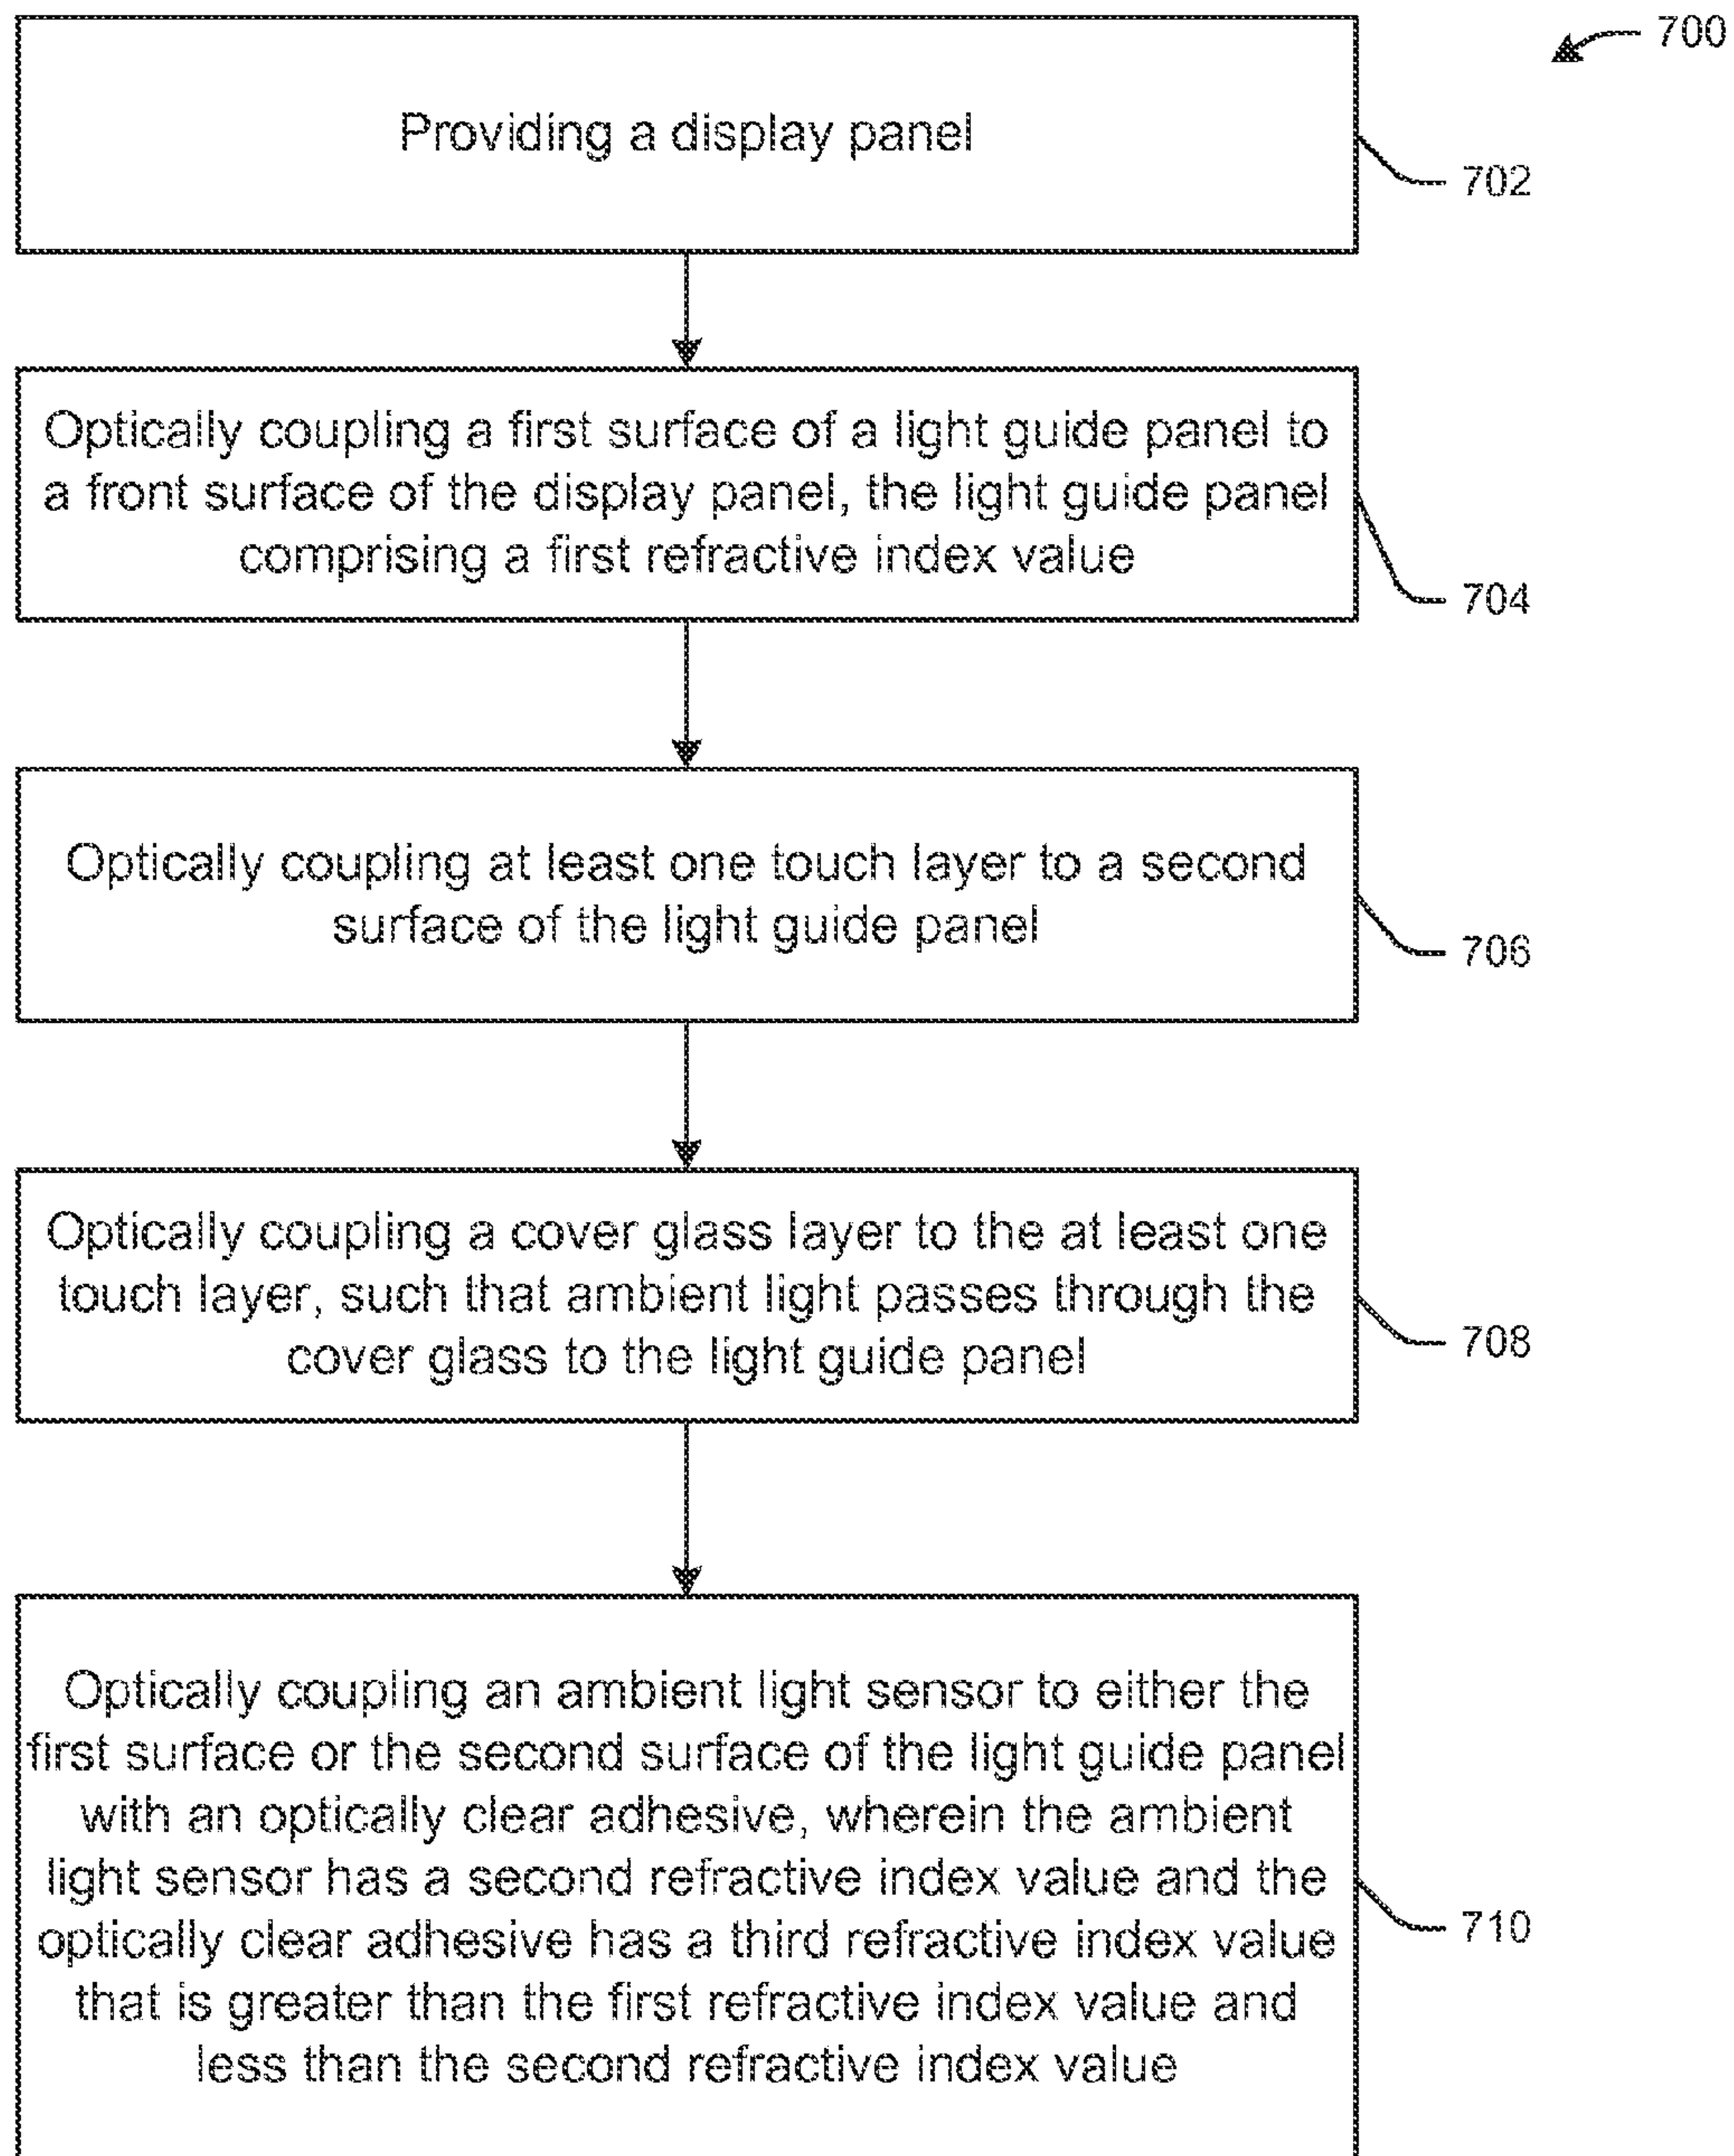 700
Providing a display panel
702
Optically coupling a first surface of a light guide panel to
a front surface of the display panel, the light guide panel
comprising a first refractive index value
704
Optically coupling at least one touch layer to a second
surface of the light guide panel
706
Optically coupling a cover glass layer to the at least one
touch layer, such that ambient light passes through the
cover glass to the light guide panel
708
Optically coupling an ambient light sensor to either the
first surface or the second surface of the light guide panel
with an optically clear adhesive, wherein the ambient
light sensor has a second refractive index value and the
optically clear adhesive has a third refractive index value
that is greater than the first refractive index value and
less than the second refractive index value
710